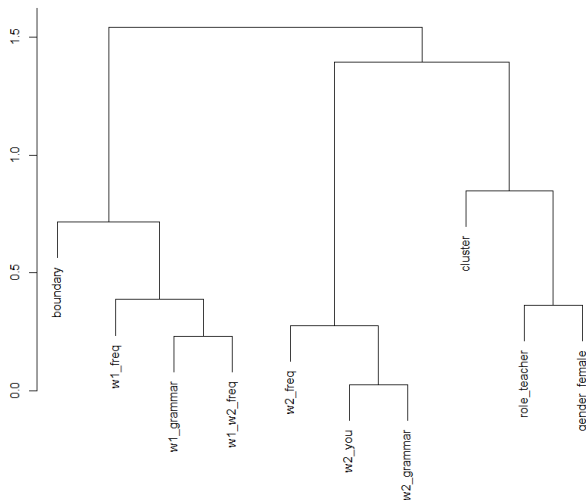 1.5
1.0
0.5
0.0
boundary
w1_freq
w1_grammar
w1_w2_freq
w2_freq
w2_you
w2_grammar
cluster
role_teacher
gender_female